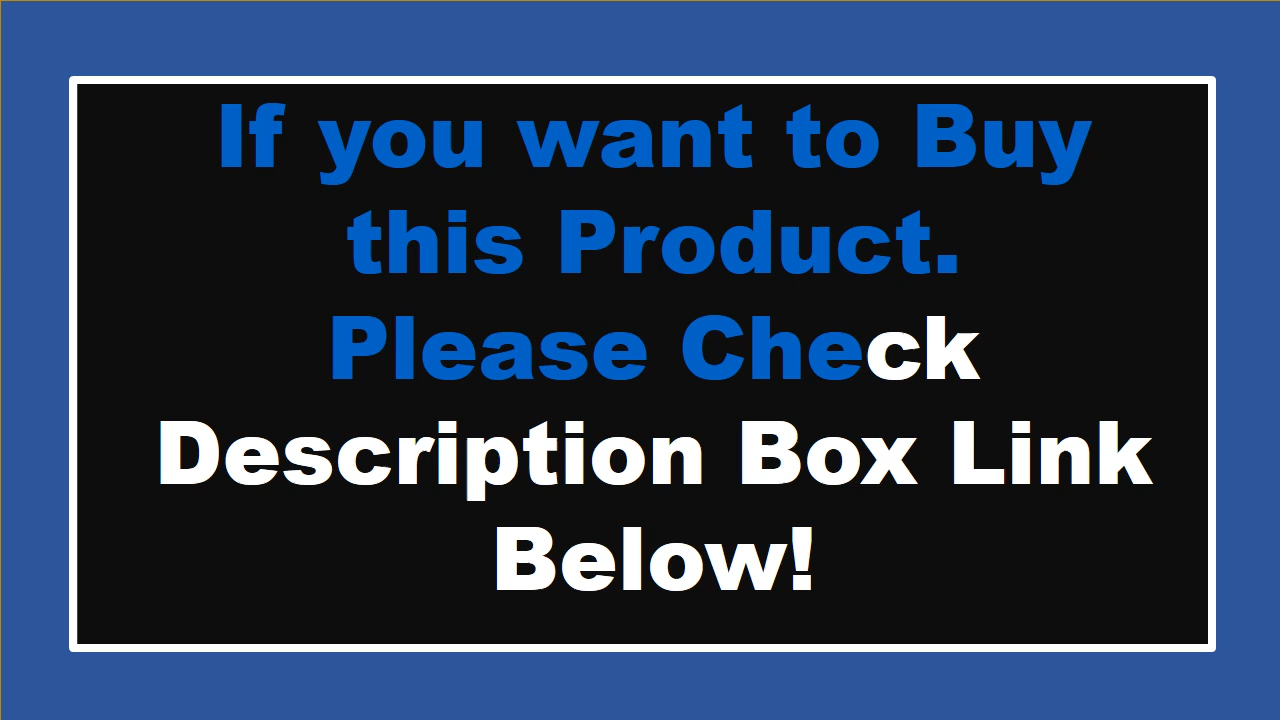 If you want to Buy
this Product.
Please Check
Description Box Link
Below!